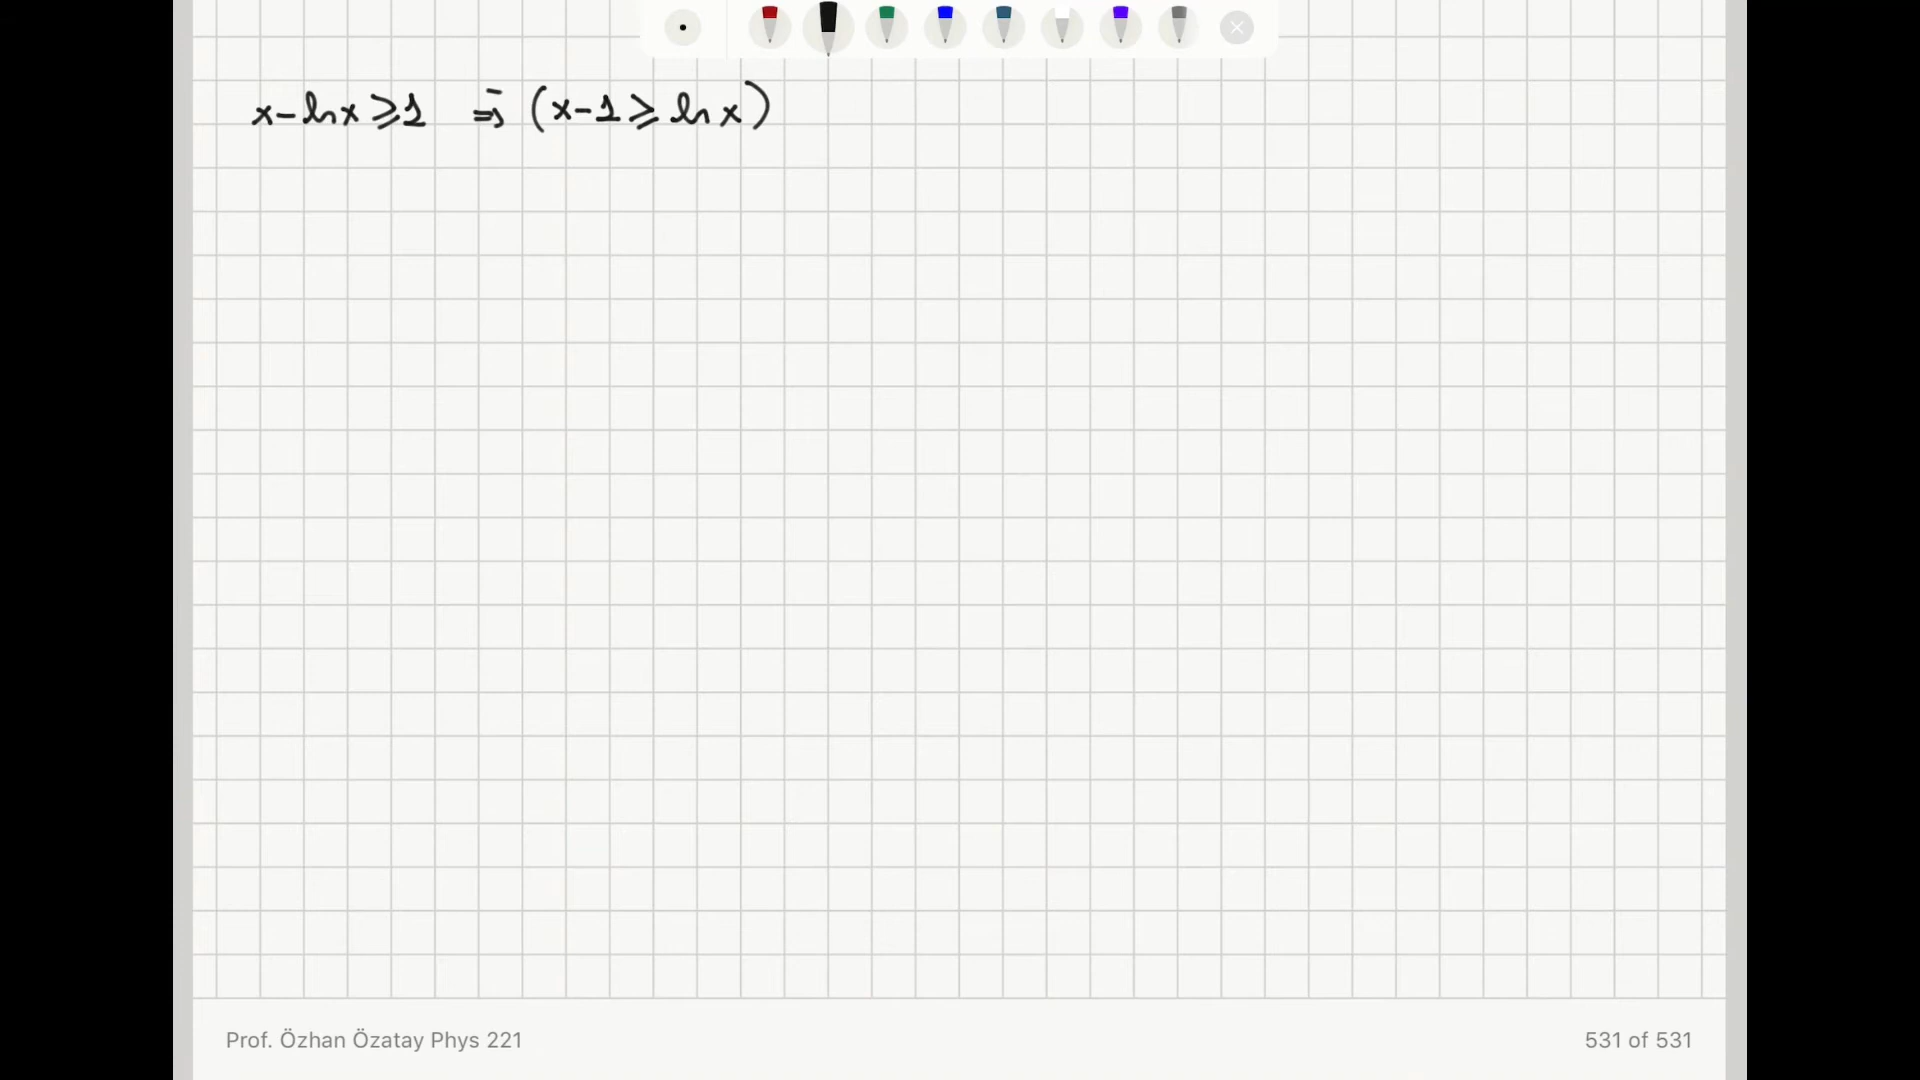 x-lnx⩾1 ⇒ (x-1⩾lnx)
Prof. Özhan Özatay Phys 221
531 of 531